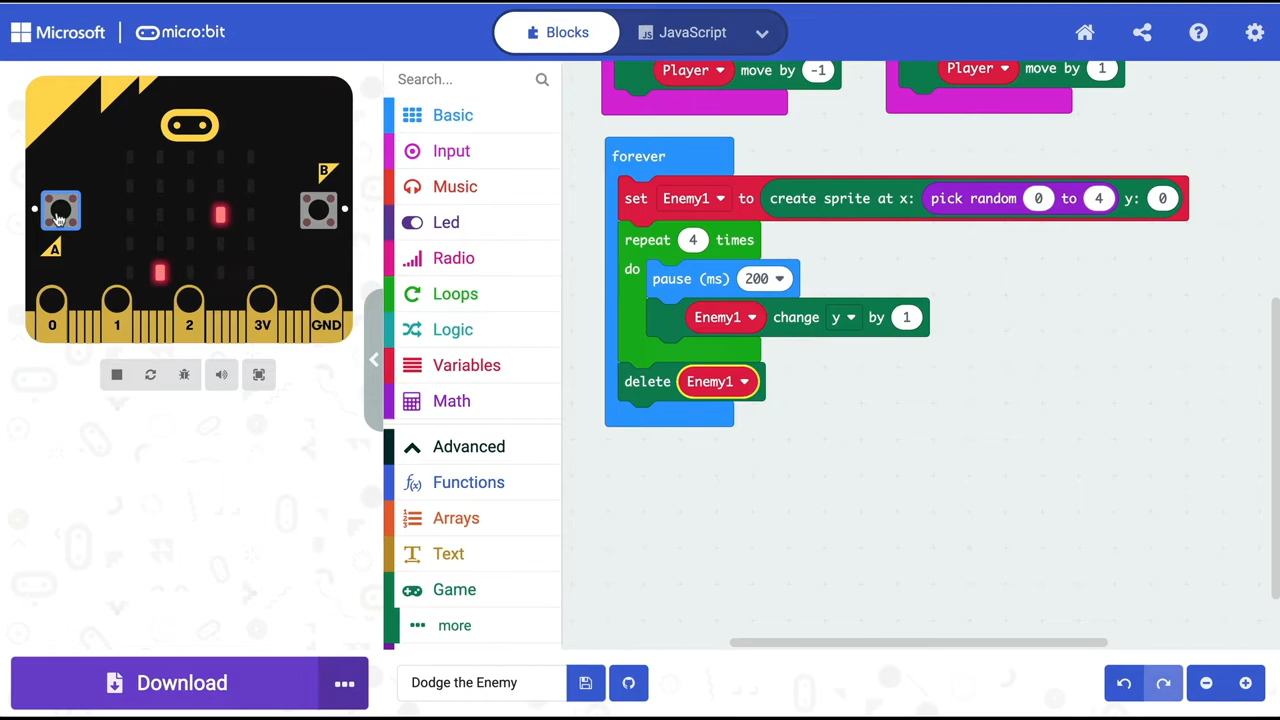 Microsoft micro:bit Blocks JavaScript
B
A
0 1 2 3V GND
Search...
Basic
Input
Music
Led
Radio
Loops
Logic
Variables
Math
Advanced
Functions
Arrays
Text
Game
more
Player move by -1
Player move by 1
forever
set Enemy1 to create sprite at x: pick random 0 to 4 y: 0
repeat 4 times
do pause (ms) 200
Enemy1 change y by 1
delete Enemy1
Download
Dodge the Enemy